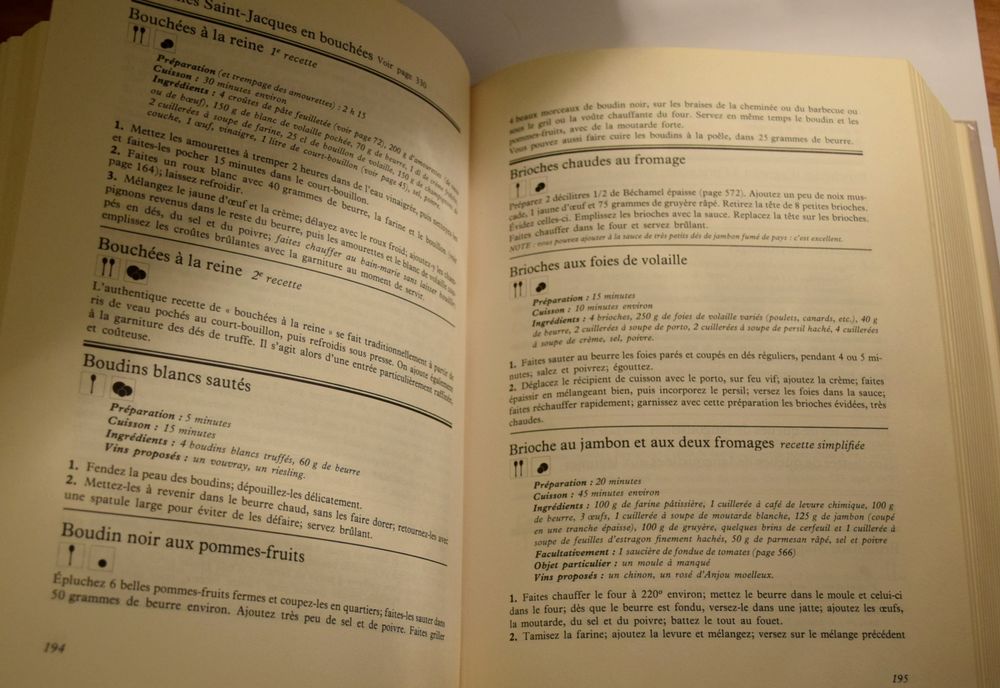 es Saint-Jacques en bouchées Voir page 330
Bouchées à la reine 1e recette
Préparation (et trempage des amourettes) : 2 h 15
Cuisson : 30 minutes environ
Ingrédients : 4 croûtes de pâte feuilletée (voir page 72), 200 g d'amourettes (de veau
ou de bœuf), 150 g de blanc de volaille poché, 70 g de beurre, 1 dl de crème
2 cuillerées à soupe de farine, 25 cl de bouillon de volaille, 150 g de champignons de
couche, 1 œuf, vinaigre, 1 litre de court-bouillon (voir page 45), sel, poivre
1. Mettez les amourettes à tremper 2 heures dans de l'eau vinaigrée, puis nettoyez-les
et faites-les pocher 15 minutes dans le court-bouillon.
2. Faites un roux blanc avec 40 grammes de beurre, la farine et le bouillon (voir
page 164); laissez refroidir.
3. Mélangez le jaune d'œuf et la crème; délayez avec le roux froid; ajoutez-y les cham-
pignons revenus dans le reste du beurre, puis les amourettes et le blanc de volaille cou-
pés en dés, du sel et du poivre; faites chauffer au bain-marie sans laisser bouillir
emplissez les croûtes brûlantes avec la garniture au moment de servir.
Bouchées à la reine 2e recette
L'authentique recette de « bouchées à la reine » se fait traditionnellement à partir de
ris de veau pochés au court-bouillon, puis refroidis sous presse. On ajoute également
à la garniture des dés de truffe. Il s'agit alors d'une entrée particulièrement raffinée
et coûteuse.
Boudins blancs sautés
Préparation : 5 minutes
Cuisson : 15 minutes
Ingrédients : 4 boudins blancs truffés, 60 g de beurre
Vins proposés : un vouvray, un riesling.
1. Fendez la peau des boudins; dépouillez-les délicatement.
2. Mettez-les à revenir dans le beurre chaud, sans les faire dorer; retournez-les avec
une spatule large pour éviter de les défaire; servez brûlant.
Boudin noir aux pommes-fruits
Épluchez 6 belles pommes-fruits fermes et coupez-les en quartiers; faites-les sauter dans
50 grammes de beurre environ. Ajoutez très peu de sel et de poivre. Faites griller
194
4 beaux morceaux de boudin noir, sur les braises de la cheminée ou du barbecue ou
sous le gril ou la voûte chauffante du four. Servez en même temps le boudin et les
pommes-fruits, avec de la moutarde forte.
Vous pouvez aussi faire cuire les boudins à la poêle, dans 25 grammes de beurre.
Brioches chaudes au fromage
Préparez 2 décilitres 1/2 de Béchamel épaisse (page 572). Ajoutez un peu de noix mus-
cade, 1 jaune d'œuf et 75 grammes de gruyère râpé. Retirez la tête de 8 petites brioches.
Évidez celles-ci. Emplissez les brioches avec la sauce. Replacez la tête sur les brioches.
Faites chauffer dans le four et servez brûlant.
NOTE : vous pouvez ajouter à la sauce de très petits dés de jambon fumé de pays : c'est excellent.
Brioches aux foies de volaille
Préparation : 15 minutes
Cuisson : 10 minutes environ
Ingrédients : 4 brioches, 250 g de foies de volaille variés (poulets, canards, etc.), 40 g
de beurre, 2 cuillerées à soupe de porto, 2 cuillerées à soupe de persil haché, 4 cuillerées
à soupe de crème, sel, poivre.
1. Faites sauter au beurre les foies parés et coupés en dés réguliers, pendant 4 ou 5 mi-
nutes; salez et poivrez; égouttez.
2. Déglacez le récipient de cuisson avec le porto, sur feu vif; ajoutez la crème; faites
épaissir en mélangeant bien, puis incorporez le persil; versez les foies dans la sauce;
faites réchauffer rapidement; garnissez avec cette préparation les brioches évidées, très
chaudes.
Brioche au jambon et aux deux fromages recette simplifiée
Préparation : 20 minutes
Cuisson : 45 minutes environ
Ingrédients : 100 g de farine pâtissière, 1 cuillerée à café de levure chimique, 100 g
de beurre, 3 œufs, 1 cuillerée à soupe de moutarde blanche, 125 g de jambon (coupé
en une tranche épaisse), 100 g de gruyère, quelques brins de cerfeuil et 1 cuillerée à
soupe de feuilles d'estragon finement hachés, 50 g de parmesan râpé, sel et poivre
Facultativement : 1 saucière de fondue de tomates (page 566)
Objet particulier : un moule à manqué
Vins proposés : un chinon, un rosé d'Anjou moelleux.
1. Faites chauffer le four à 220° environ; mettez le beurre dans le moule et celui-ci
dans le four; dès que le beurre est fondu, versez-le dans une jatte; ajoutez les œufs,
la moutarde, du sel et du poivre; battez le tout au fouet.
2. Tamisez la farine; ajoutez la levure et mélangez; versez sur le mélange précédent
195